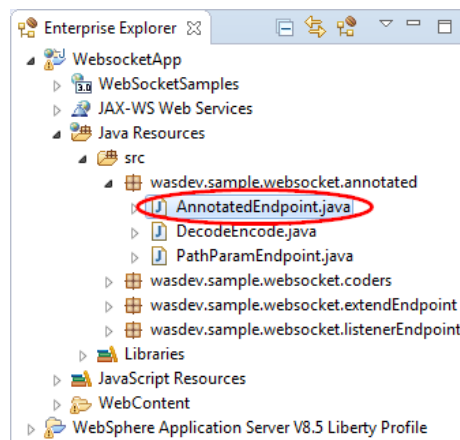 Enterprise Explorer
WebsocketApp
3.0 WebSocketSamples
JAX-WS Web Services
Java Resources
src
wasdev.sample.websocket.annotated
J AnnotatedEndpoint.java
J DecodeEncode.java
J PathParamEndpoint.java
wasdev.sample.websocket.coders
wasdev.sample.websocket.extendEndpoint
wasdev.sample.websocket.listenerEndpoint
Libraries
JavaScript Resources
WebContent
WebSphere Application Server V8.5 Liberty Profile